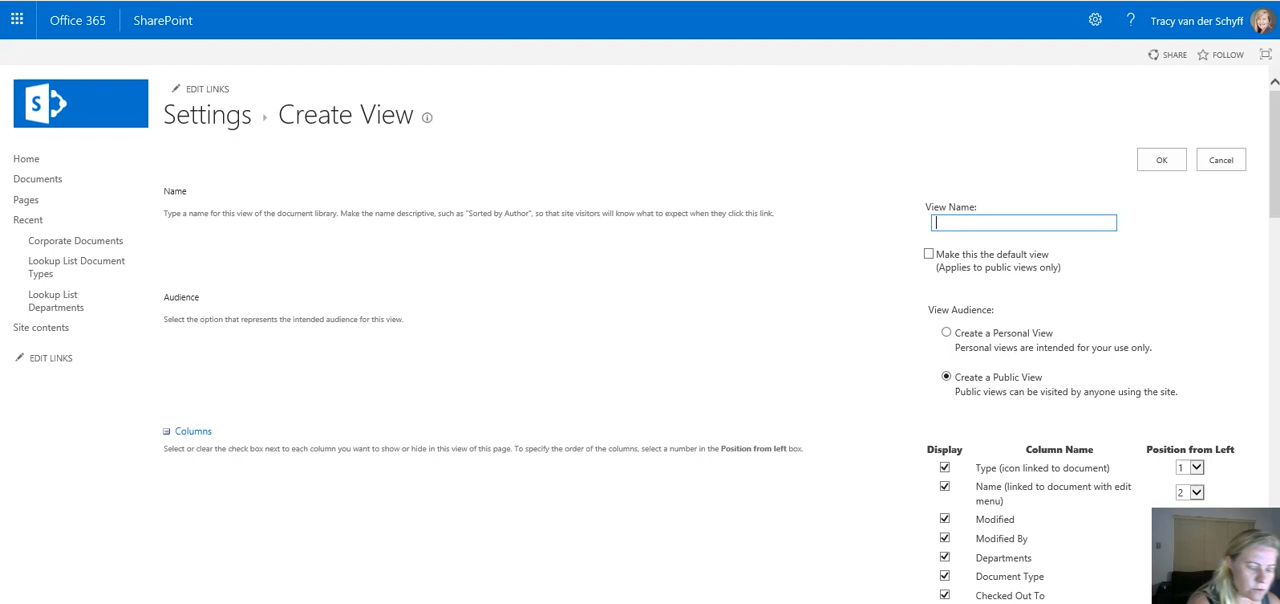 Office 365
SharePoint
?
Tracy van der Schyff
SHARE
FOLLOW
S
EDIT LINKS
Settings
Create View
OK
Cancel
Home
Documents
Pages
Recent
Corporate Documents
Lookup List Document
Types
Lookup List
Departments
Site contents
EDIT LINKS
Name
Type a name for this view of the document library. Make the name descriptive, such as "Sorted by Author", so that site visitors will know what to expect when they click this link.
View Name:
Make this the default view
(Applies to public views only)
Audience
Select the option that represents the intended audience for this view.
View Audience:
Create a Personal View
Personal views are intended for your use only.
Create a Public View
Public views can be visited by anyone using the site.
Columns
Select or clear the check box next to each column you want to show or hide in this view of this page. To specify the order of the columns, select a number in the Position from left box.
Display Column Name Position from Left
Type (icon linked to document) 1
Name (linked to document with edit
menu) 2
Modified
Modified By
Departments
Document Type
Checked Out To